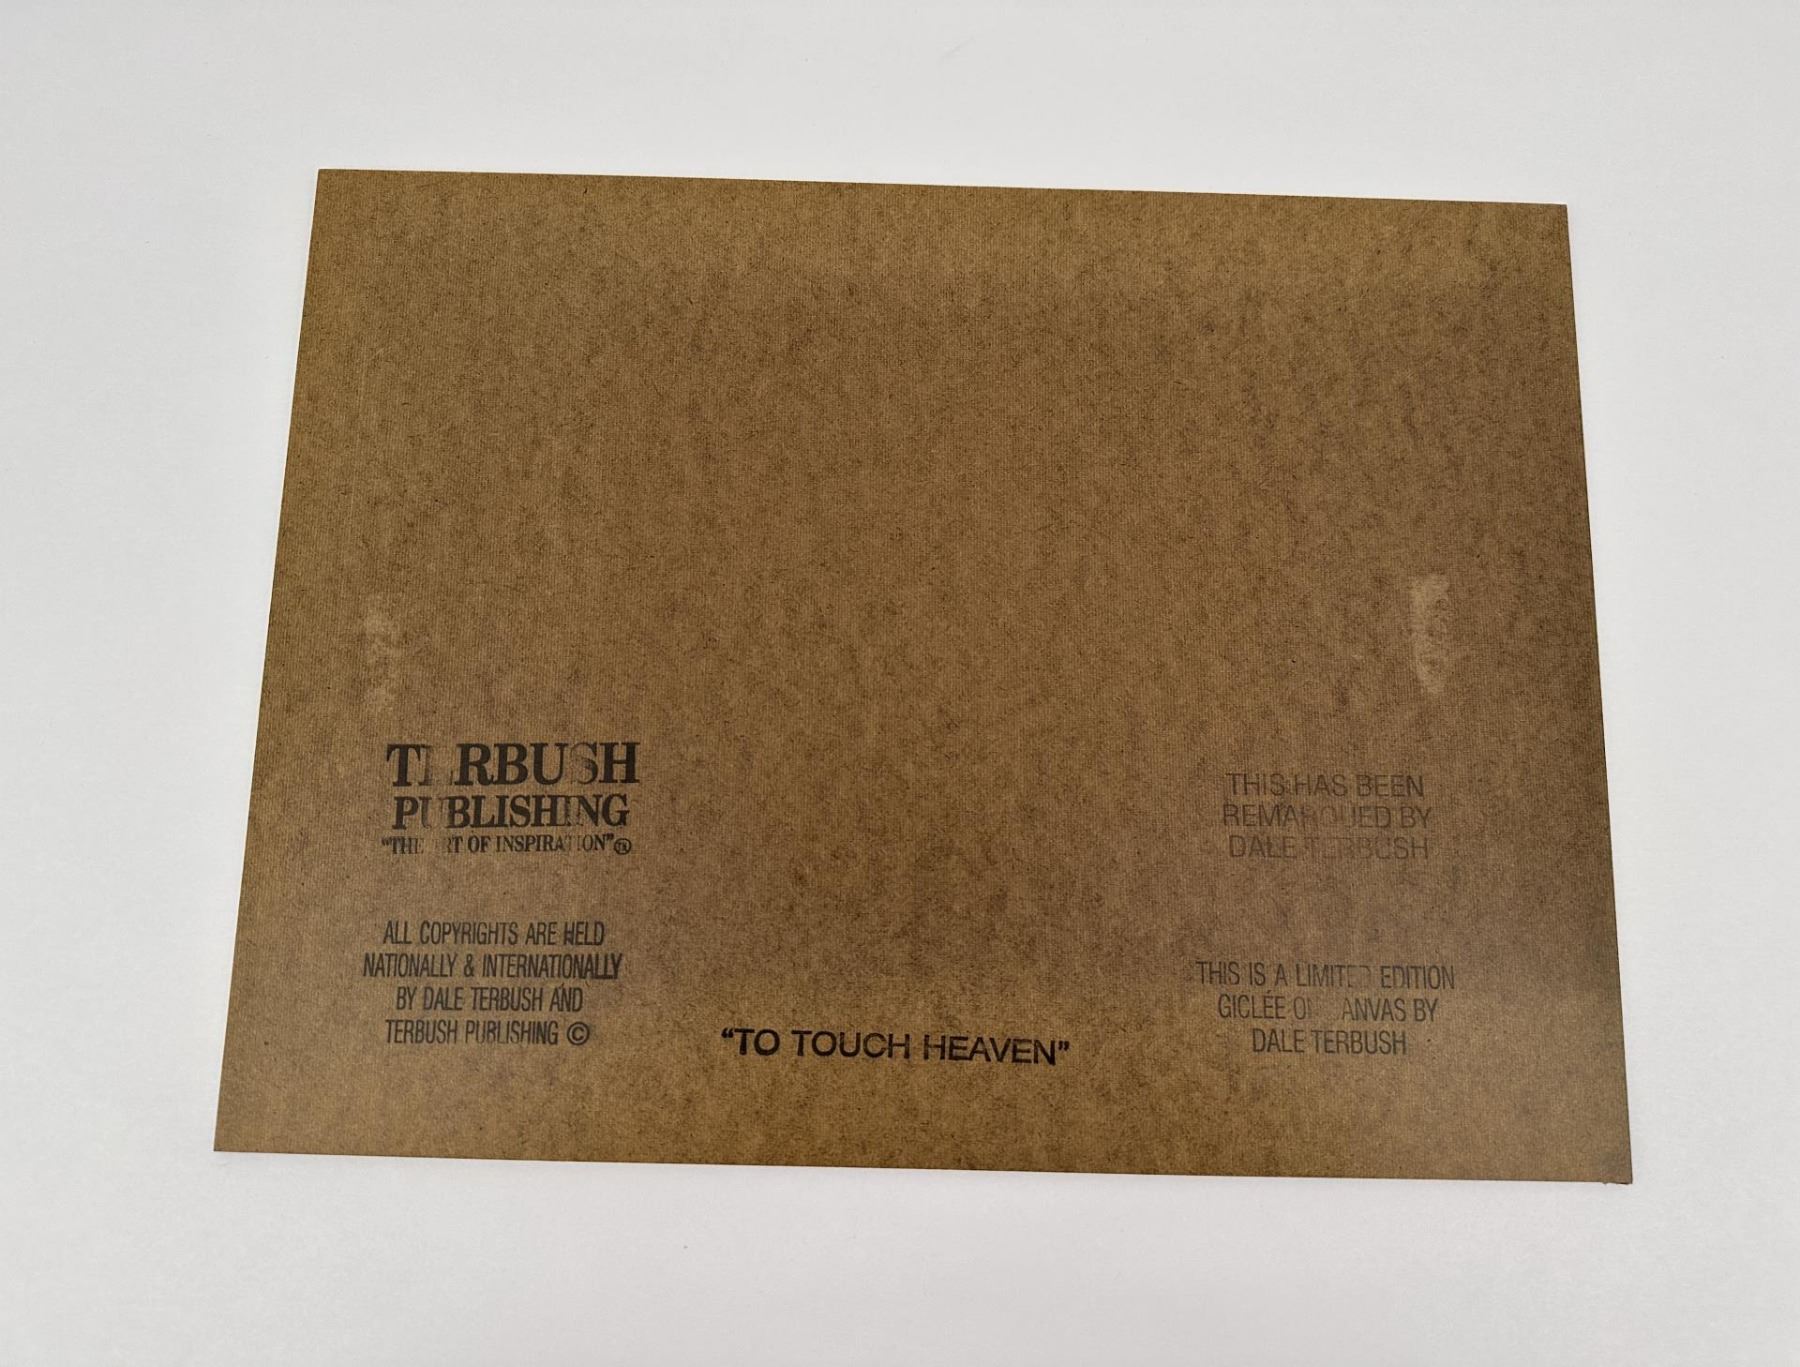 TERBUSH
PUBLISHING
"THE ART OF INSPIRATION"®
ALL COPYRIGHTS ARE HELD
NATIONALLY & INTERNATIONALLY
BY DALE TERBUSH AND
TERBUSH PUBLISHING ©
"TO TOUCH HEAVEN"
THIS HAS BEEN
REMARQUED BY
DALE TERBUSH
THIS IS A LIMITED EDITION
GICLÉE ON CANVAS BY
DALE TERBUSH